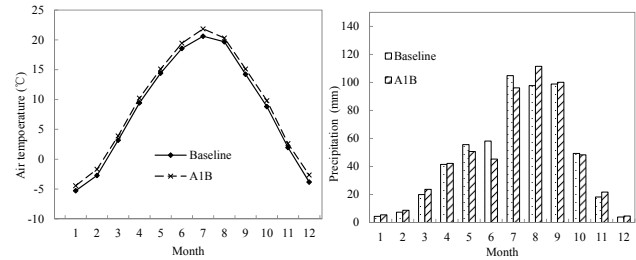 25
20
15
10
5
0
-5
-10
Air tempoerature (℃)
Baseline
A1B
1 2 3 4 5 6 7 8 9 10 11 12
Month
140
120
100
80
60
40
20
0
Precipitation (mm)
Baseline
A1B
1 2 3 4 5 6 7 8 9 10 11 12
Month